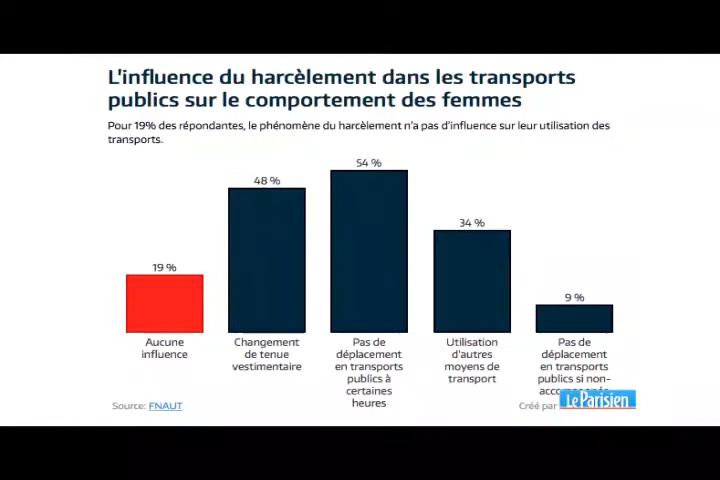 L'influence du harcèlement dans les transports
publics sur le comportement des femmes
Pour 19% des répondantes, le phénomène du harcèlement n'a pas d'influence sur leur utilisation des
transports.
19 %
48 %
54 %
34 %
9 %
Aucune
influence
Changement
de tenue
vestimentaire
Pas de
déplacement
en transports
publics à
certaines
heures
Utilisation
d'autres
moyens de
transport
Pas de
déplacement
en transports
publics si non-
Source: FNAUT
Créé par
Le Parisien